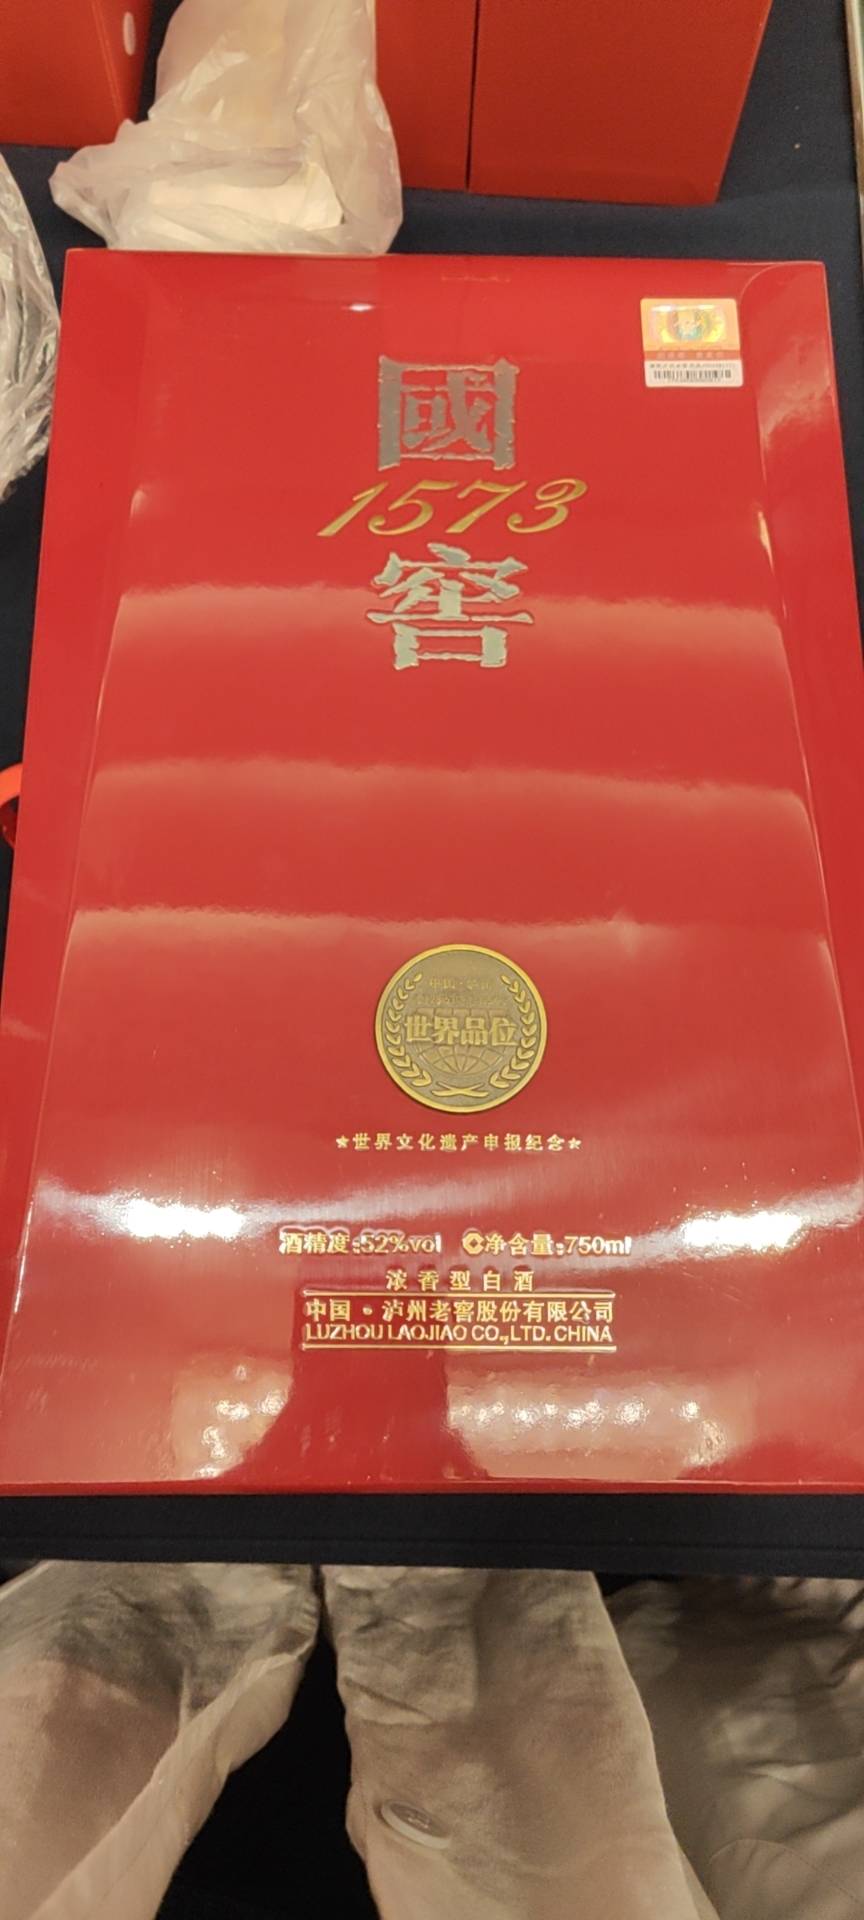 國
1573
窖
世界品位
★世界文化遗产申报纪念★
酒精度:52%vol 净含量:750ml
浓香型白酒
中国·泸州老窖股份有限公司
LUZHOU LAOJIAO CO.,LTD. CHINA